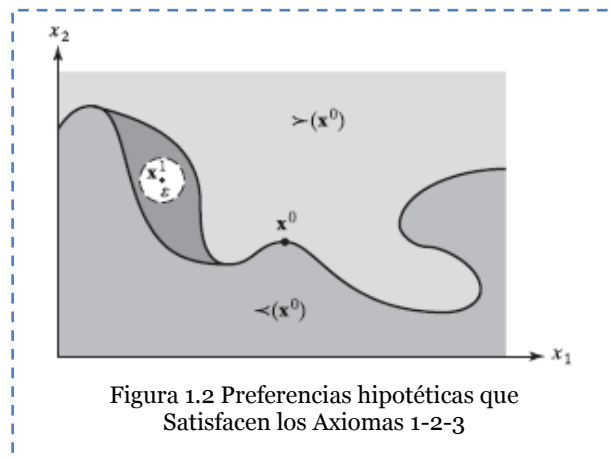 x₂
≻(x⁰)
x¹
ε
x⁰
≺(x⁰)
x₁
Figura 1.2 Preferencias hipotéticas que
Satisfacen los Axiomas 1-2-3